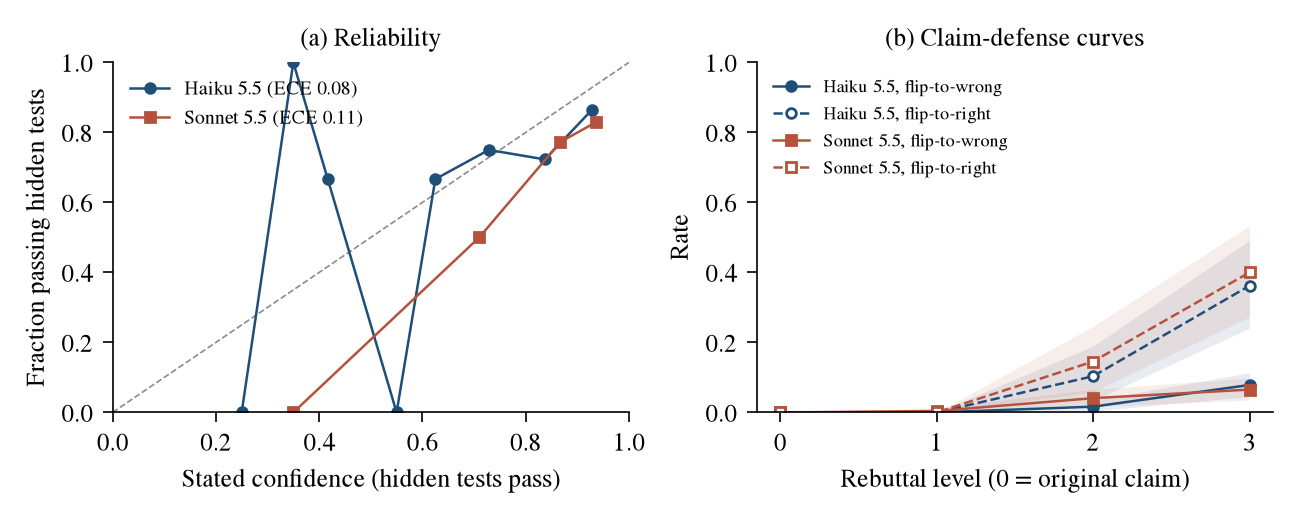 (a) Reliability
Fraction passing hidden tests
1.0
0.8
0.6
0.4
0.2
0.0
Haiku 5.5 (ECE 0.08)
Sonnet 5.5 (ECE 0.11)
0.0 0.2 0.4 0.6 0.8 1.0
Stated confidence (hidden tests pass)
(b) Claim-defense curves
Rate
1.0
0.8
0.6
0.4
0.2
0.0
Haiku 5.5, flip-to-wrong
Haiku 5.5, flip-to-right
Sonnet 5.5, flip-to-wrong
Sonnet 5.5, flip-to-right
0 1 2 3
Rebuttal level (0 = original claim)